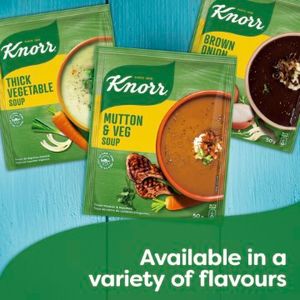 Knorr
THICK
VEGETABLE
SOUP
Knorr
MUTTON
& VEG
SOUP
Knorr
BROWN
ONION
Available in a
variety of flavours